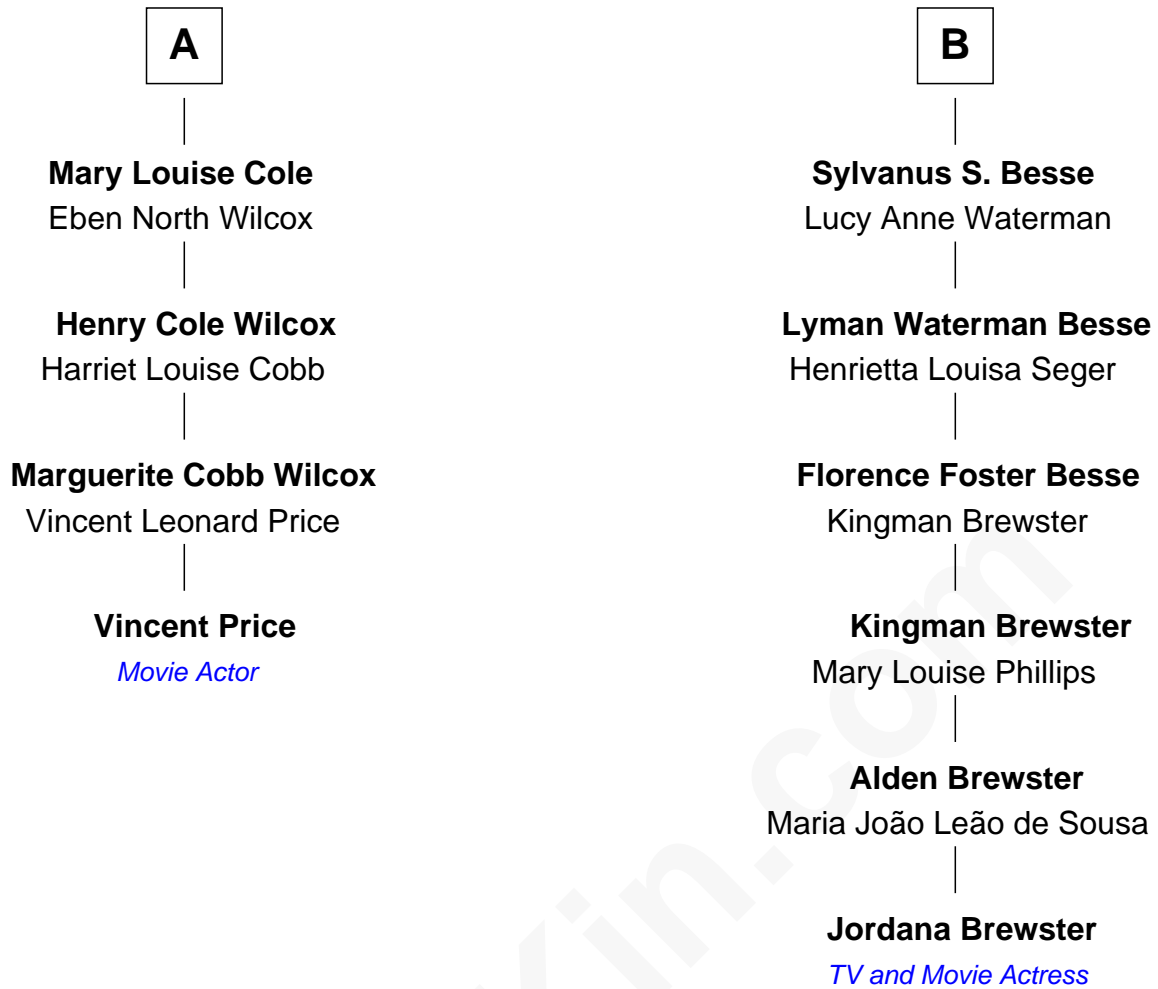 A
Mary Louise Cole
Eben North Wilcox
Henry Cole Wilcox
Harriet Louise Cobb
Marguerite Cobb Wilcox
Vincent Leonard Price
Vincent Price
Movie Actor
B
Sylvanus S. Besse
Lucy Anne Waterman
Lyman Waterman Besse
Henrietta Louisa Seger
Florence Foster Besse
Kingman Brewster
Kingman Brewster
Mary Louise Phillips
Alden Brewster
Maria João Leão de Sousa
Jordana Brewster
TV and Movie Actress
Kin.com